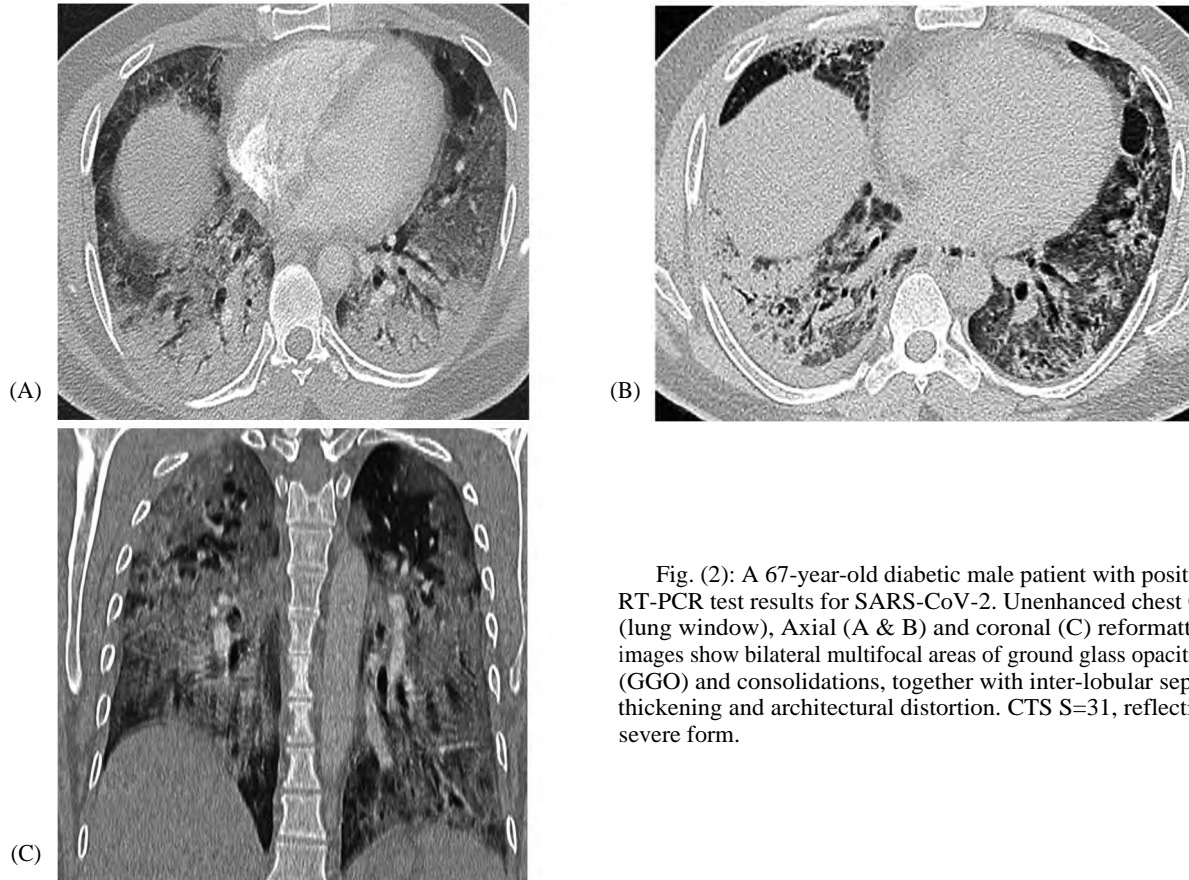 (A)
(B)
(C)
Fig. (2): A 67-year-old diabetic male patient with posit
RT-PCR test results for SARS-CoV-2. Unenhanced chest
(lung window), Axial (A & B) and coronal (C) reformatt
images show bilateral multifocal areas of ground glass opacit
(GGO) and consolidations, together with inter-lobular sep
thickening and architectural distortion. CTS S=31, reflecti
severe form.